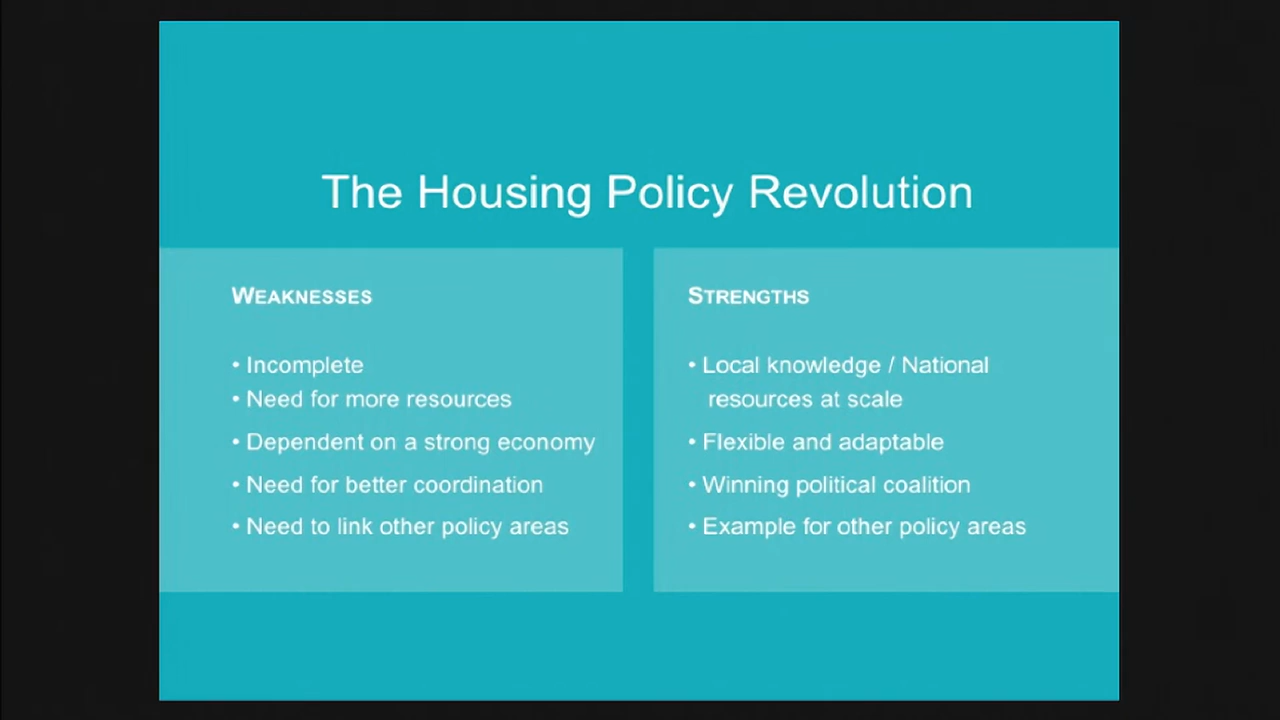 The Housing Policy Revolution
WEAKNESSES
• Incomplete
• Need for more resources
• Dependent on a strong economy
• Need for better coordination
• Need to link other policy areas
STRENGTHS
• Local knowledge / National
resources at scale
• Flexible and adaptable
• Winning political coalition
• Example for other policy areas